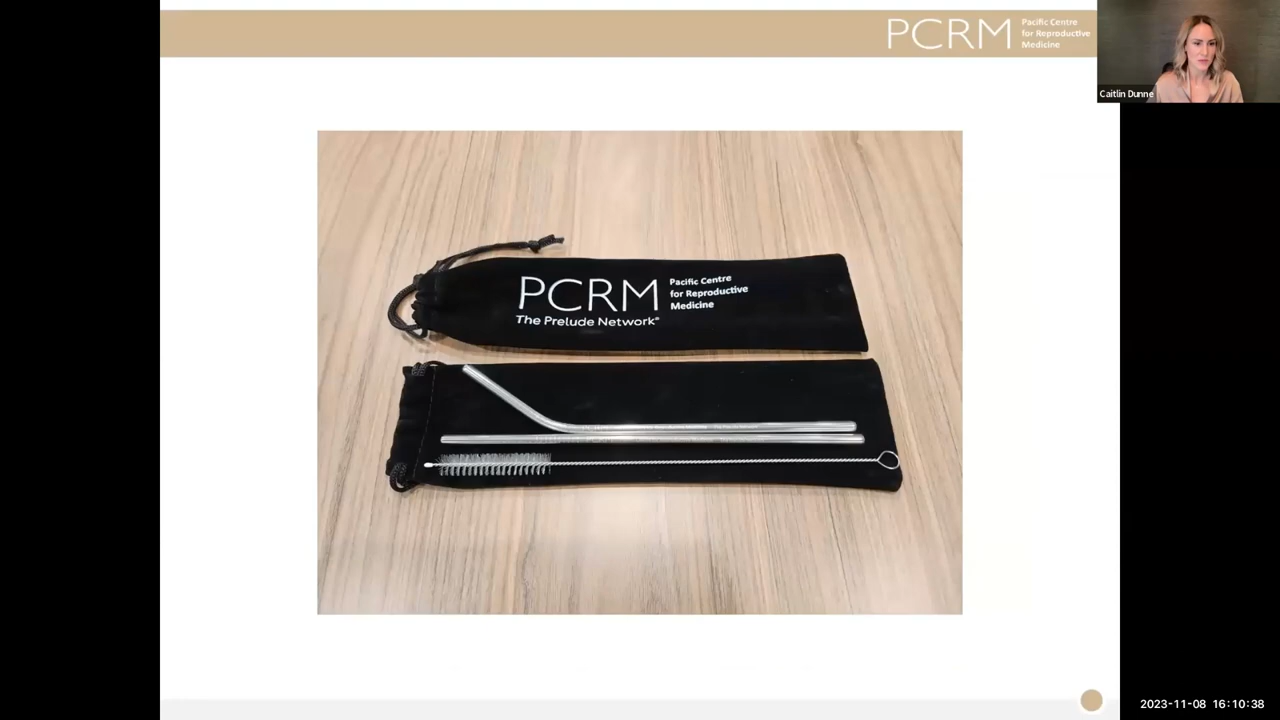 PCRM
Pacific Centre
for Reproductive
Medicine
Caitlin Dunne
PCRM
Pacific Centre
for Reproductive
Medicine
The Prelude Network®
2023-11-08 16:10:38